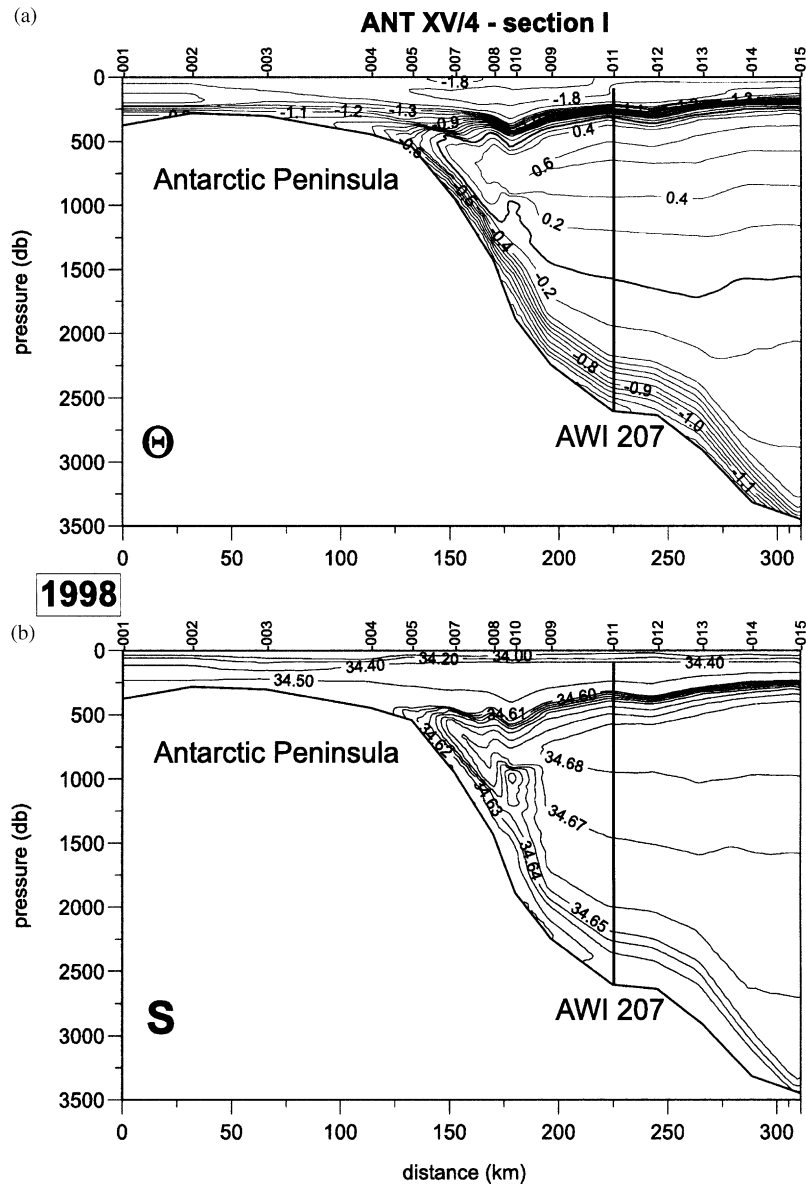 (a)
ANT XV/4 - section I
001 002 003 004 005 007 008 010 009 011 012 013 014 015
0
500
1000
1500
2000
2500
3000
3500
pressure (db)
-1.8
-1.8
-1.1 -1.2 -1.3 -0.9 0.4
-0.5
0.6
0.4
0.2
-0.5
-0.4
-0.2
-0.8
-0.9
-1.0
-1.1
Antarctic Peninsula
AWI 207
Θ
0 50 100 150 200 250 300
1998
(b)
001 002 003 004 005 007 008 010 009 011 012 013 014 015
0
500
1000
1500
2000
2500
3000
3500
pressure (db)
34.50 34.40 34.20 34.00 34.40
34.61 34.60
34.62
34.68
34.63
34.67
34.64
34.65
Antarctic Peninsula
AWI 207
S
0 50 100 150 200 250 300
distance (km)